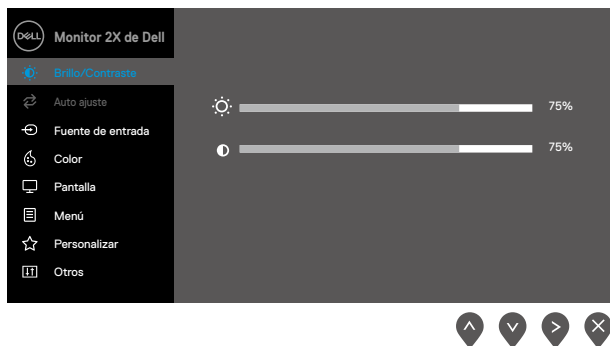 DELL
Monitor 2X de Dell
Brillo/Contraste
Auto ajuste
Fuente de entrada
Color
Pantalla
Menú
Personalizar
Otros
75%
75%